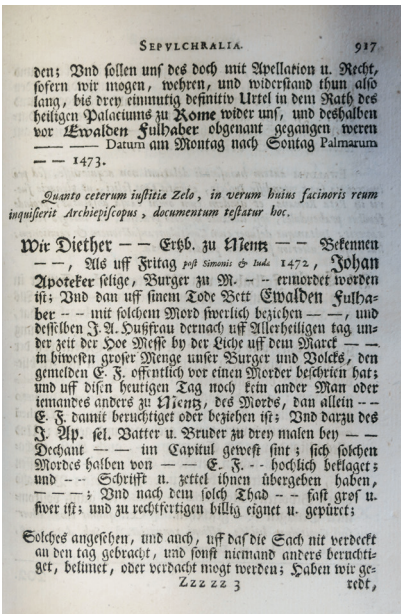 SEPVLCHRALIA. 917
den; Vnd sollen uns des doch mit Apellation u. Recht,
sofern wir mogen, wehren, und widerstand thun also
lang, bis drey einmutig definitiv Urtel in dem Rath des
heiligen Palaciums zu Rome wider uns, und deshalben
vor Ewalden Fulhaber obgenant gegangen weren
— — — Datum am Montag nach Sontag Palmarum
— — 1473.
Quanto ceterum iustitiæ Zelo, in verum huius facinoris reum
inquisierit Archiepiscopus, documentum testatur hoc.
Wir Diether — — Ertzb. zu Mentz — — Bekennen
— —, Als uff Fritag post Simonis & Iudæ 1472, Johan
Apoteker selige, Burger zu M. - - ermordet worden
ist; Vnd dan uff sinem Tode Bett Ewalden Fulha-
ber - - mit solchem Mord swerlich beziehen — —, und
desselben J. A. Hußfrau dernach uff Allerheiligen tag un-
der zeit der Hoe Messe by der Liche uff dem Marck — —
in biwesen groser Menge unser Burger und Volcks, den
gemelden E. F. offentlich vor einen Morder beschrien hat;
und uff disen heutigen Tag noch kein ander Man oder
iemandes anders zu Mentz, des Mords, dan allein - -
E. F. damit beruchtiget oder beziehen ist; Vnd darzu des
J. Ap. sel. Vatter u. Bruder zu drey malen bey — —
Dechant — — im Capitul gewest sint; sich solchen
Mordes halben von — — E. F. - - hochlich beklaget;
und - - Schrifft u. zettel ihnen übergeben haben,
— — —; Vnd nach dem solch Thad - - fast gros u.
swer ist; und zu rechtfertigen billig eignet u. gepüret;
Solches angesehen, und auch, uff das die Sach nit verdeckt
an den tag gebracht, und sonst niemand anders beruchti-
get, belimet, oder verdacht mogt werden; Haben wir ge-
Zzz zz 3 redt,